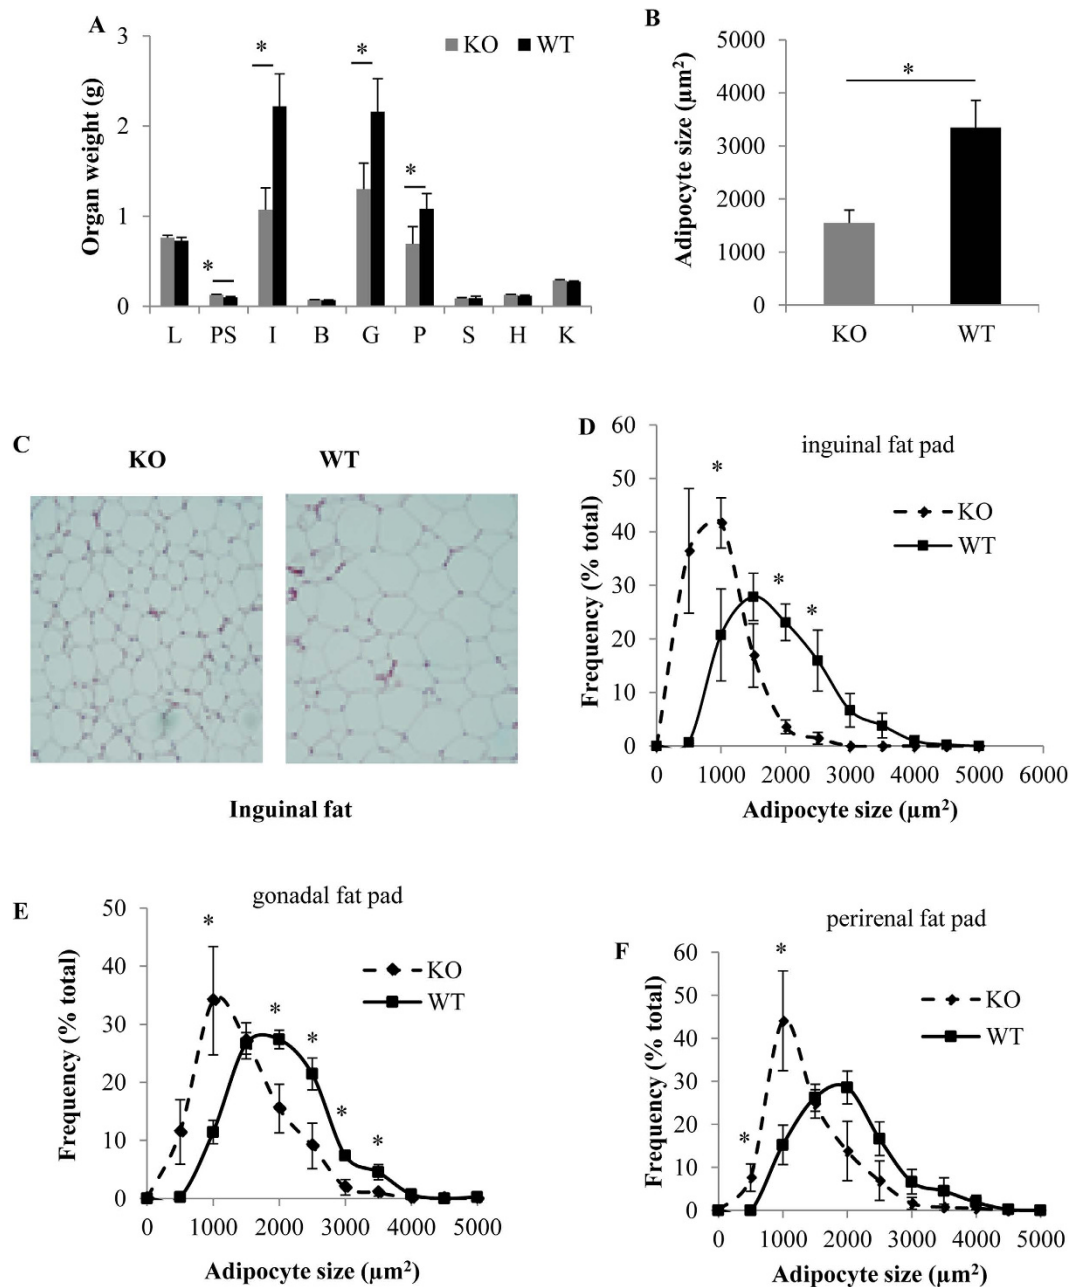 A
Organ weight (g)
3
2
1
0
* * * * 
KO WT
L PS I B G P S H K
B
Adipocyte size (µm²)
5000
4000
3000
2000
1000
0
*
KO WT
C
KO WT
Inguinal fat
D
inguinal fat pad
Frequency (% total)
60
50
40
30
20
10
0
* * *
KO
WT
0 1000 2000 3000 4000 5000 6000
Adipocyte size (µm²)
E
gonadal fat pad
Frequency (% total)
50
40
30
20
10
0
* * * * *
KO
WT
0 1000 2000 3000 4000 5000
Adipocyte size (µm²)
F
perirenal fat pad
Frequency (% total)
60
50
40
30
20
10
0
* *
KO
WT
0 1000 2000 3000 4000 5000
Adipocyte size (µm²)